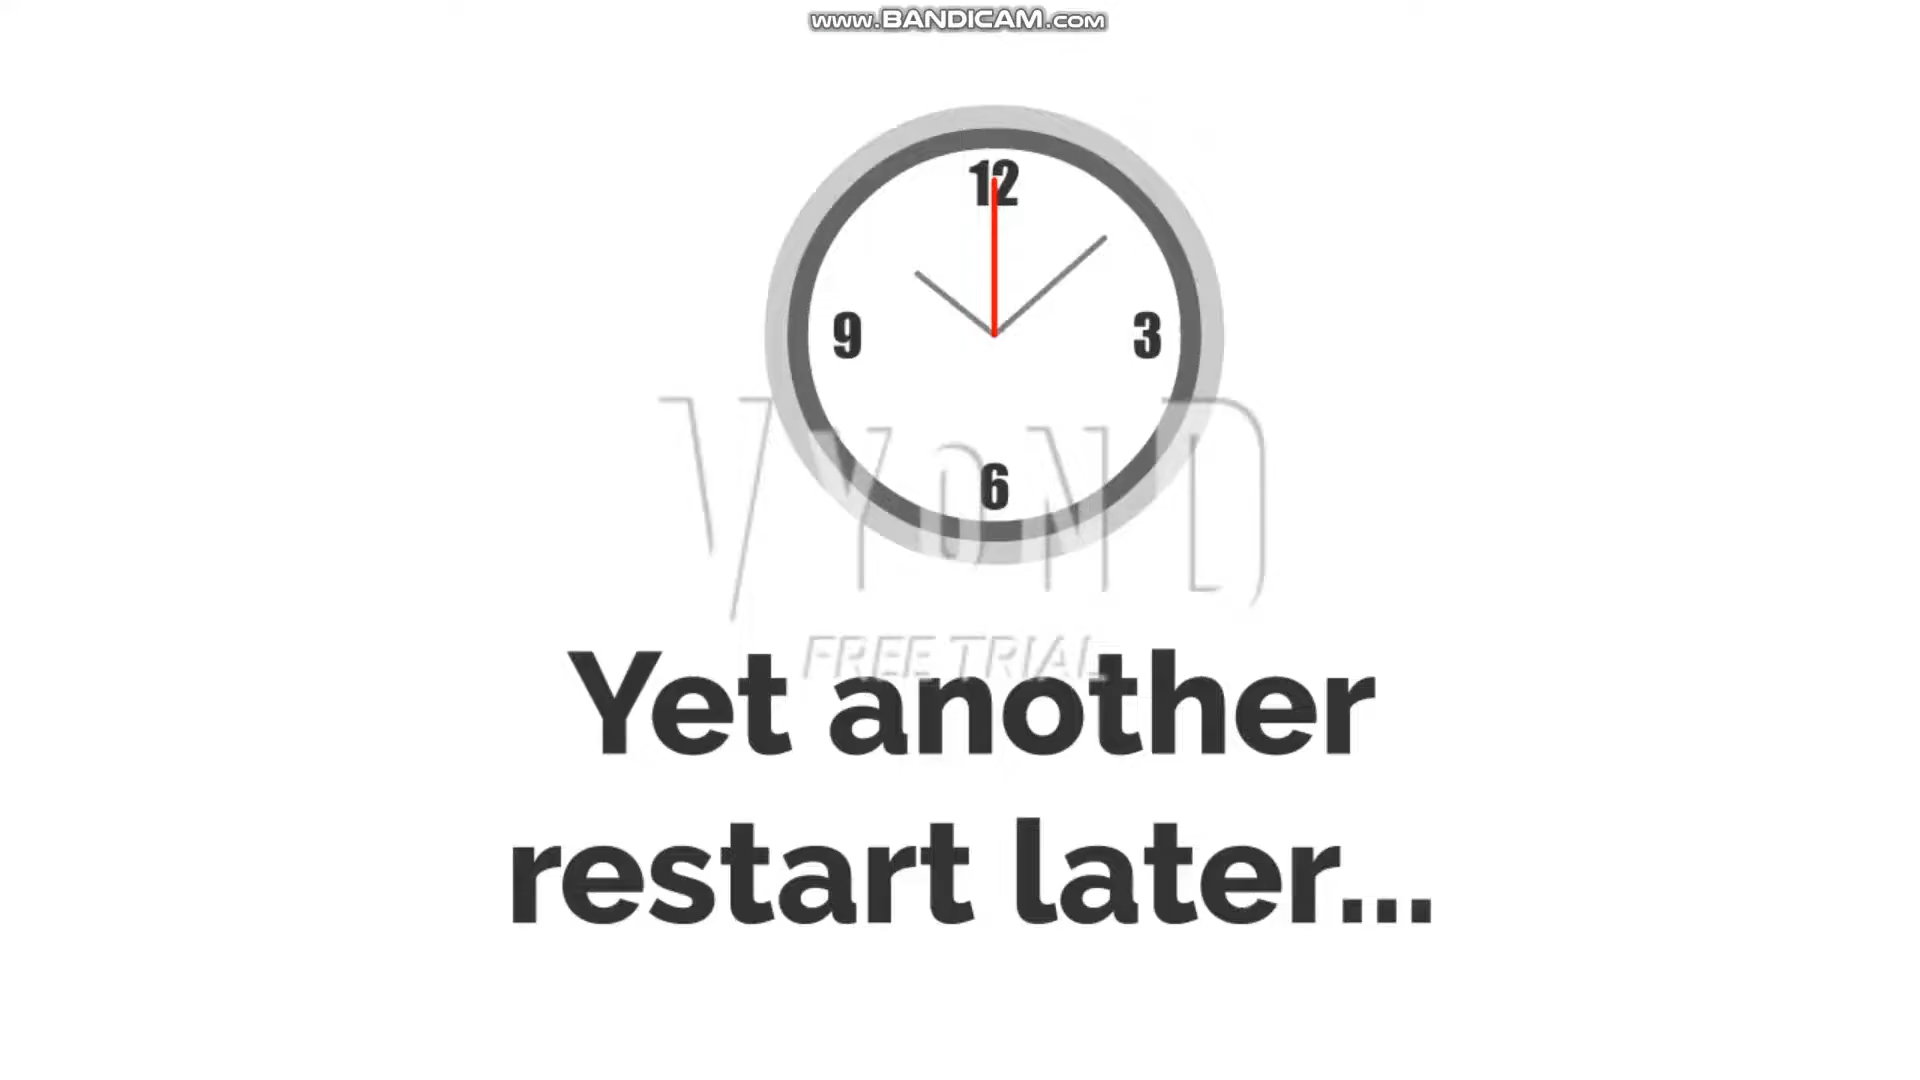 www.BANDICAM.com
12
9 3
6
VYOND
FREE TRIAL
Yet another
restart later...